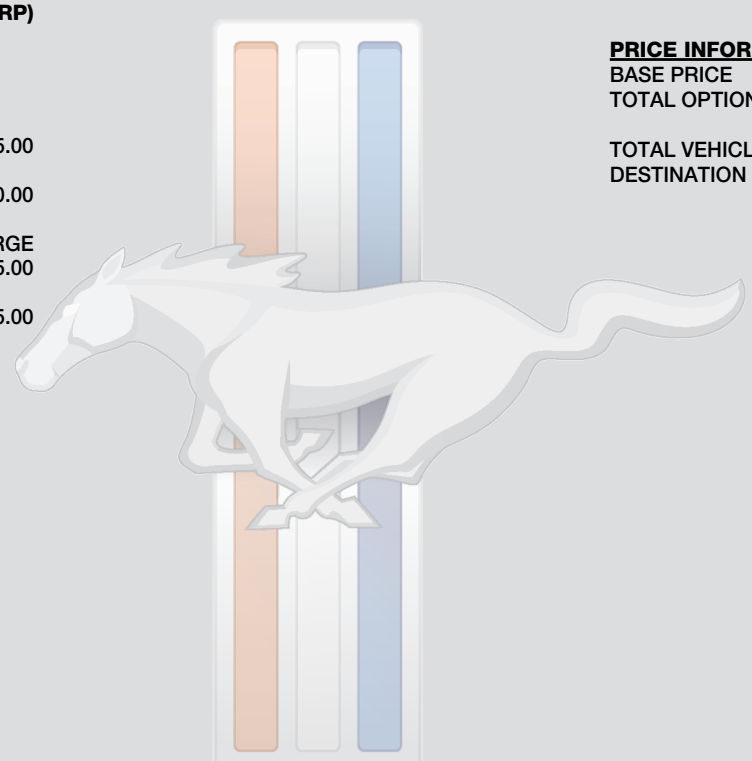 RP)
5.00
0.00
RGE
5.00
5.00
PRICE INFOR
BASE PRICE
TOTAL OPTION
TOTAL VEHICL
DESTINATION